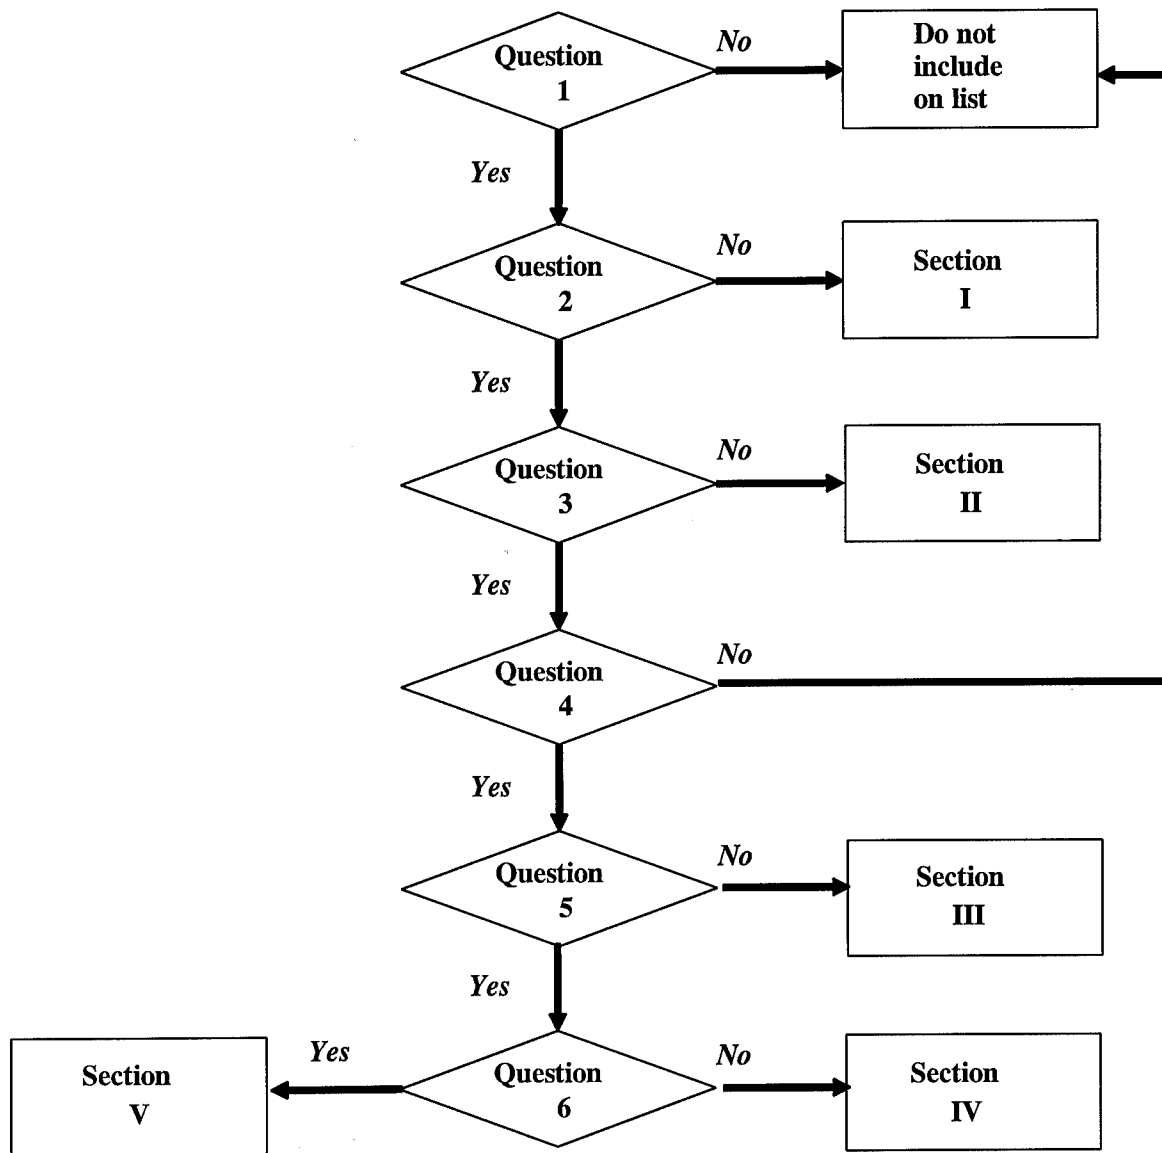 Question
1
No
Do not
include
on list
Yes
Question
2
No
Section
I
Yes
Question
3
No
Section
II
Yes
Question
4
No
Yes
Question
5
No
Section
III
Yes
Question
6
No
Section
IV
Yes
Section
V